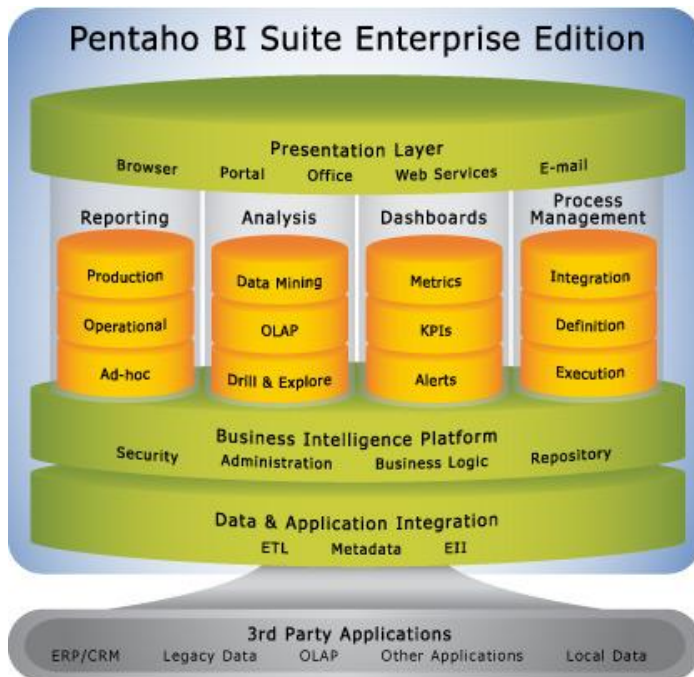 Pentaho BI Suite Enterprise Edition
Presentation Layer
Browser Portal Office Web Services E-mail
Reporting
Production
Operational
Ad-hoc
Analysis
Data Mining
OLAP
Drill & Explore
Dashboards
Metrics
KPIs
Alerts
Process
Management
Integration
Definition
Execution
Business Intelligence Platform
Security Administration Business Logic Repository
Data & Application Integration
ETL Metadata EII
3rd Party Applications
ERP/CRM Legacy Data OLAP Other Applications Local Data